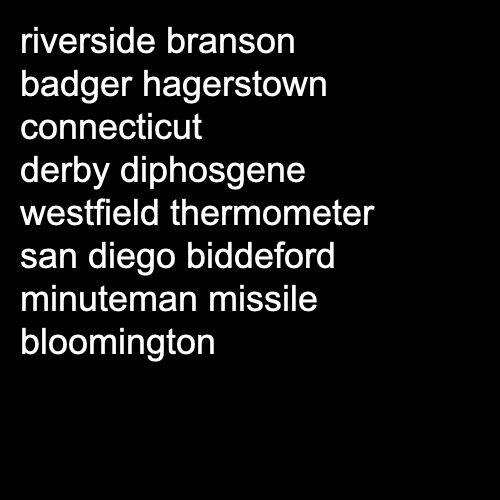 riverside branson
badger hagerstown
connecticut
derby diphosgene
westfield thermometer
san diego biddeford
minuteman missile
bloomington